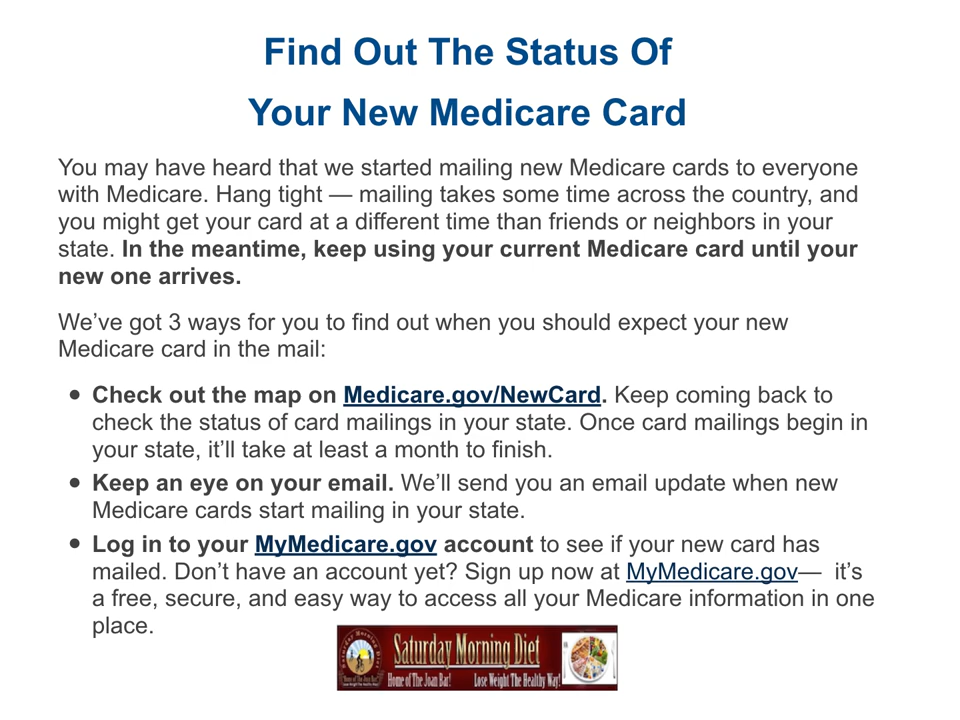 Find Out The Status Of
Your New Medicare Card
You may have heard that we started mailing new Medicare cards to everyone
with Medicare. Hang tight — mailing takes some time across the country, and
you might get your card at a different time than friends or neighbors in your
state. In the meantime, keep using your current Medicare card until your
new one arrives.
We’ve got 3 ways for you to find out when you should expect your new
Medicare card in the mail:
• Check out the map on Medicare.gov/NewCard. Keep coming back to
check the status of card mailings in your state. Once card mailings begin in
your state, it’ll take at least a month to finish.
• Keep an eye on your email. We’ll send you an email update when new
Medicare cards start mailing in your state.
• Log in to your MyMedicare.gov account to see if your new card has
mailed. Don’t have an account yet? Sign up now at MyMedicare.gov— it’s
a free, secure, and easy way to access all your Medicare information in one
place.
Saturday Morning Diet
Home of The Joan Bar! Lose Weight The Healthy Way!